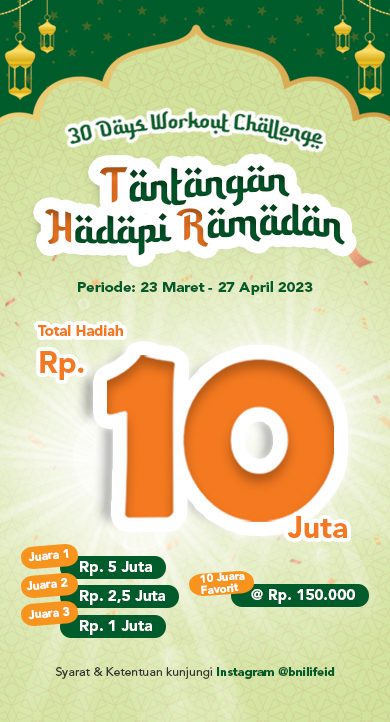 30 Days Workout Challenge
Tantangan
Hadapi Ramadan
Periode: 23 Maret - 27 April 2023
Total Hadiah
Rp.
10
Juta
Juara 1
Rp. 5 Juta
Juara 2
Rp. 2,5 Juta
Juara 3
Rp. 1 Juta
10 Juara
Favorit
@ Rp. 150.000
Syarat & Ketentuan kunjungi Instagram @bnilifeid